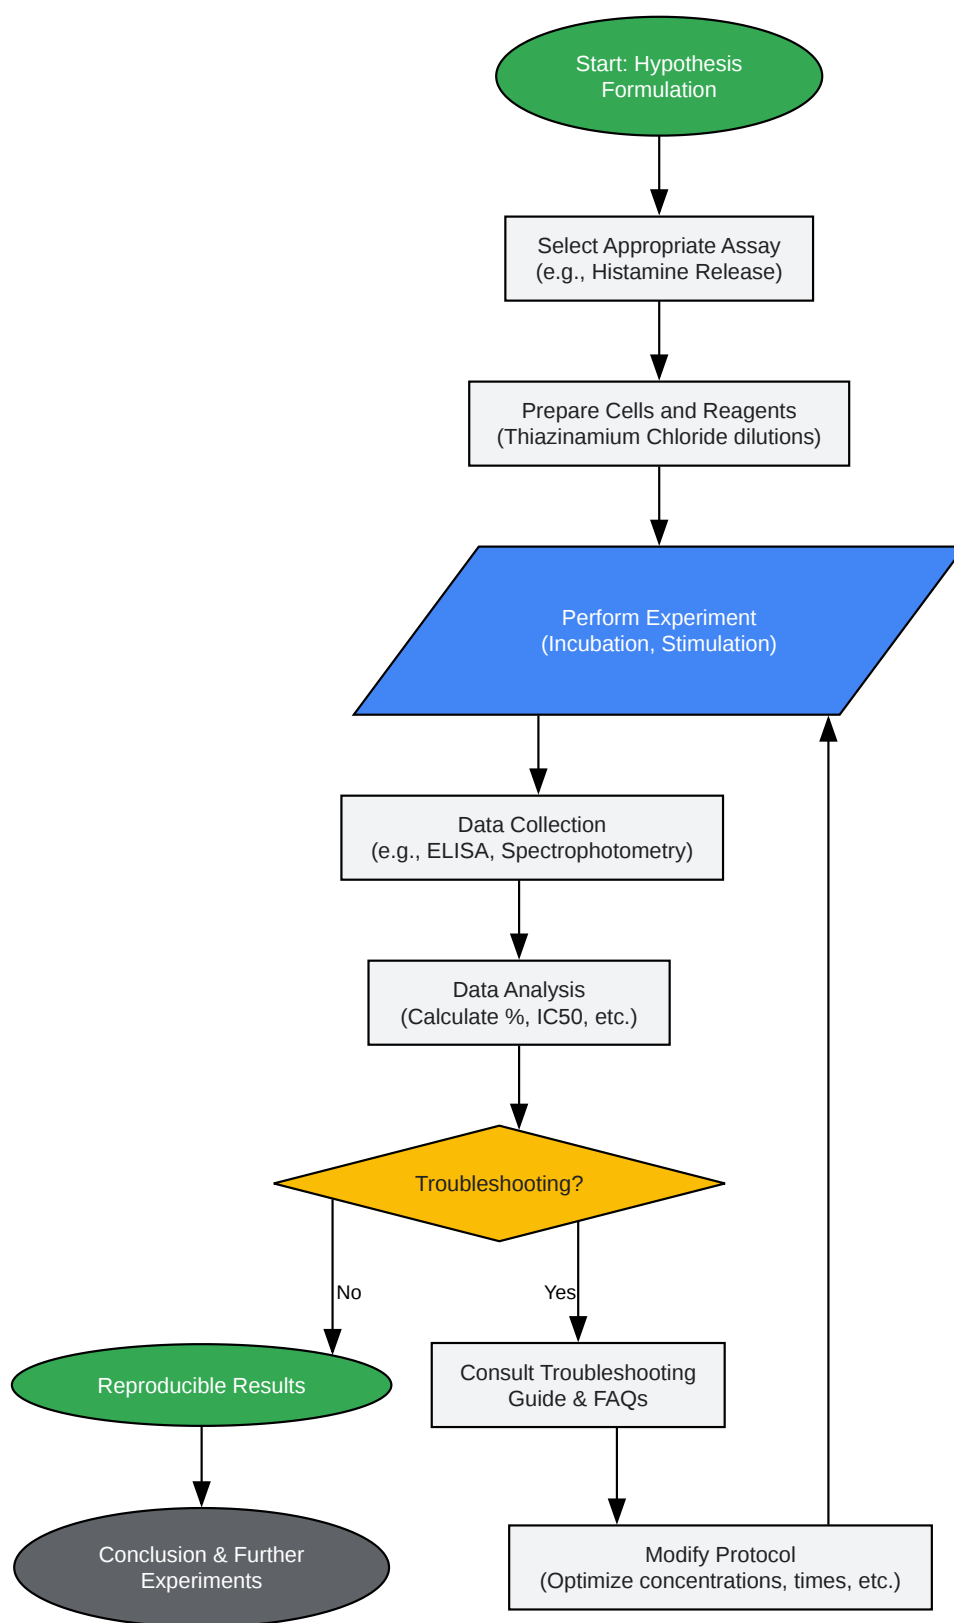 Start: Hypothesis
Formulation
Select Appropriate Assay
(e.g., Histamine Release)
Prepare Cells and Reagents
(Thiazinamium Chloride dilutions)
Perform Experiment
(Incubation, Stimulation)
Data Collection
(e.g., ELISA, Spectrophotometry)
Data Analysis
(Calculate %, IC50, etc.)
Troubleshooting?
No
Yes
Reproducible Results
Consult Troubleshooting
Guide & FAQs
Conclusion & Further
Experiments
Modify Protocol
(Optimize concentrations, times, etc.)